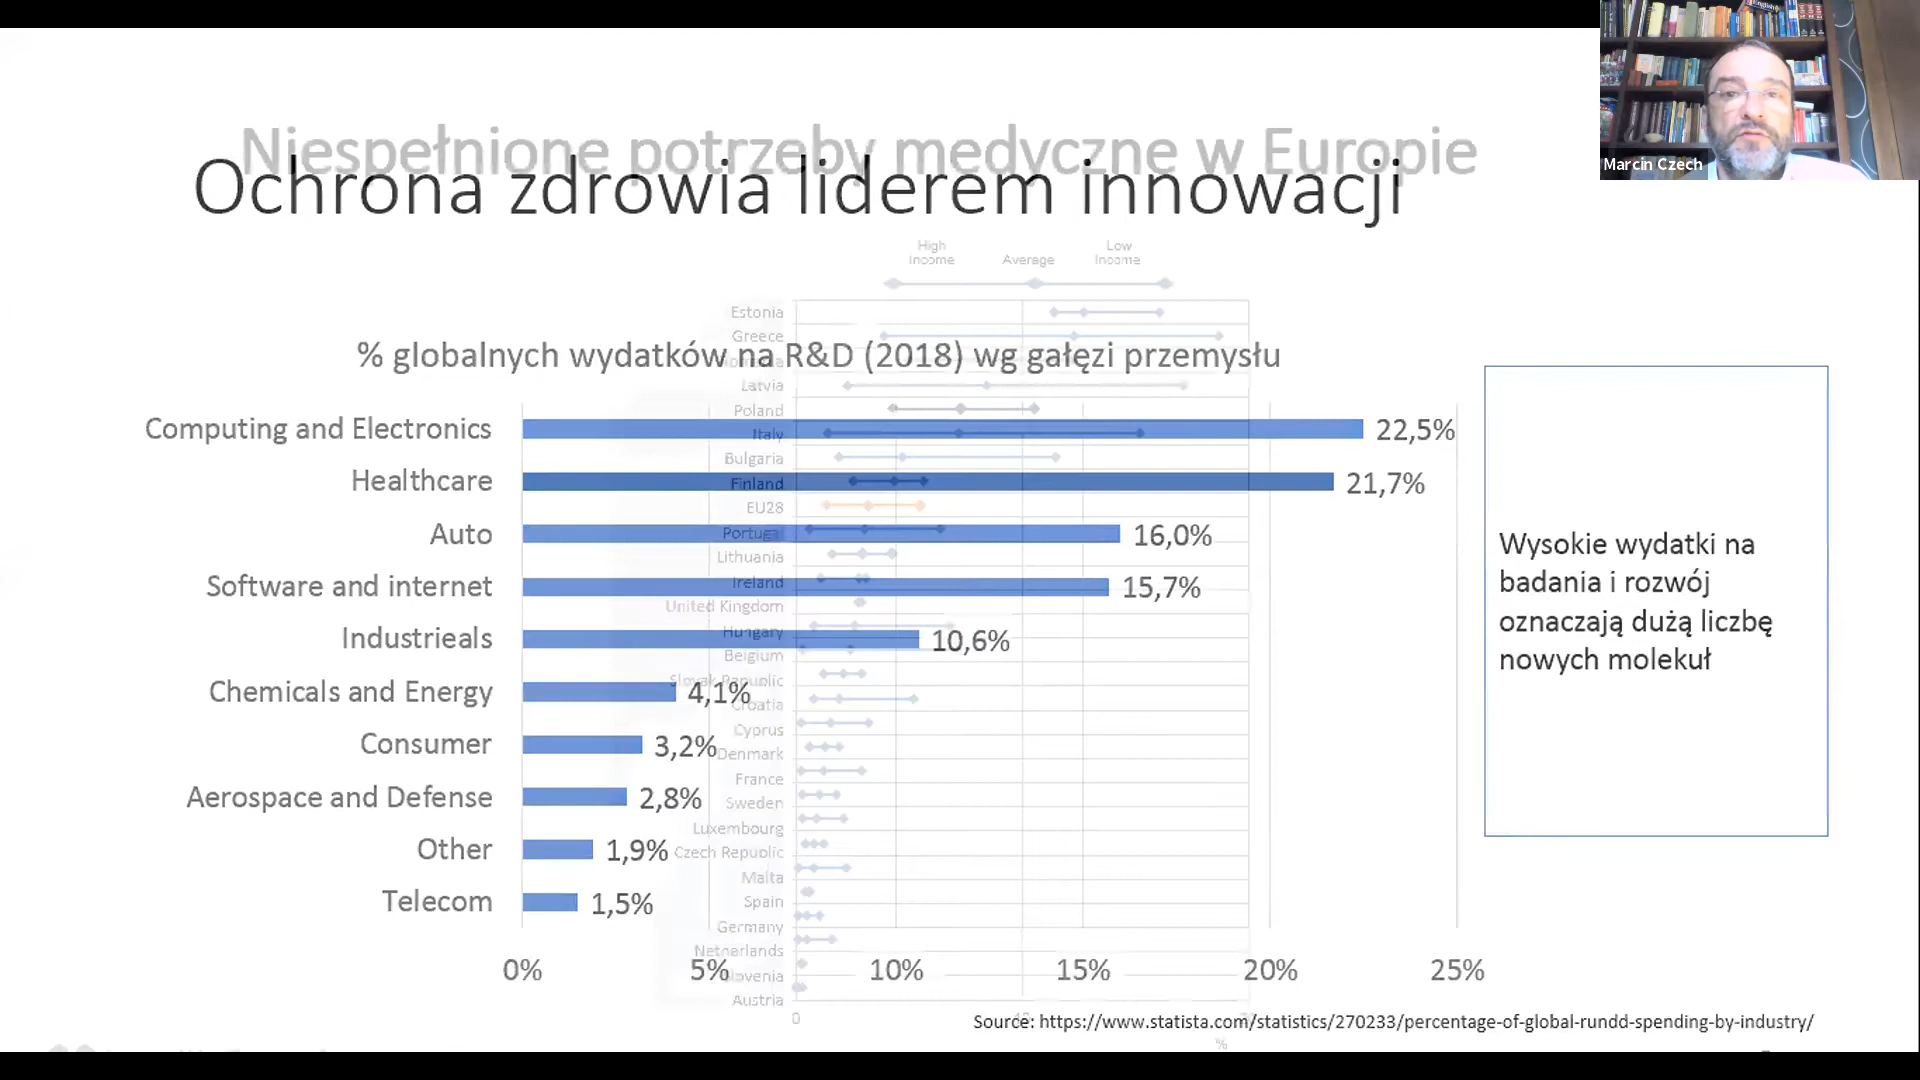 Niespełnione potrzeby medyczne w Europie
Ochrona zdrowia liderem innowacji
Marcin Czech
High Income
Average
Low Income
% globalnych wydatków na R&D (2018) wg gałęzi przemysłu
Computing and Electronics 22,5%
Healthcare 21,7%
Auto 16,0%
Software and internet 15,7%
Industrieals 10,6%
Chemicals and Energy 4,1%
Consumer 3,2%
Aerospace and Defense 2,8%
Other 1,9%
Telecom 1,5%
0% 5% 10% 15% 20% 25%
Estonia
Greece
Latvia
Poland
Italy
Bulgaria
Finland
EU28
Portugal
Lithuania
Ireland
United Kingdom
Hungary
Belgium
Slovak Republic
Croatia
Cyprus
Denmark
France
Sweden
Luxembourg
Czech Republic
Malta
Spain
Germany
Netherlands
Slovenia
Austria
0
%
Wysokie wydatki na
badania i rozwój
oznaczają dużą liczbę
nowych molekuł
Source: https://www.statista.com/statistics/270233/percentage-of-global-rundd-spending-by-industry/